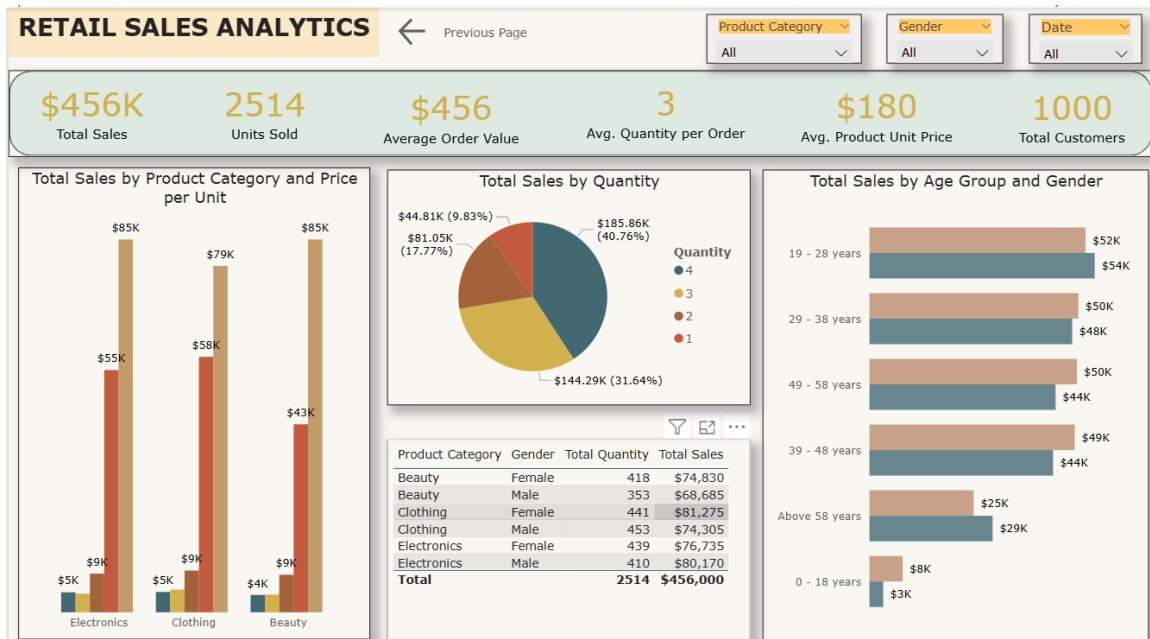 RETAIL SALES ANALYTICS
Previous Page
Product Category
All
Gender
All
Date
All
$456K
Total Sales
2514
Units Sold
$456
Average Order Value
3
Avg. Quantity per Order
$180
Avg. Product Unit Price
1000
Total Customers
Total Sales by Product Category and Price
per Unit
$85K
$79K
$85K
$55K
$58K
$43K
$5K
$9K
$5K
$9K
$4K
$9K
Electronics
Clothing
Beauty
Total Sales by Quantity
$44.81K (9.83%)
$81.05K
(17.77%)
$185.86K
(40.76%)
$144.29K (31.64%)
Quantity
4
3
2
1
Product Category Gender Total Quantity Total Sales
Beauty Female 418 $74,830
Beauty Male 353 $68,685
Clothing Female 441 $81,275
Clothing Male 453 $74,305
Electronics Female 439 $76,735
Electronics Male 410 $80,170
Total 2514 $456,000
Total Sales by Age Group and Gender
19 - 28 years
$52K
$54K
29 - 38 years
$50K
$48K
49 - 58 years
$50K
$44K
39 - 48 years
$49K
$44K
Above 58 years
$25K
$29K
0 - 18 years
$8K
$3K